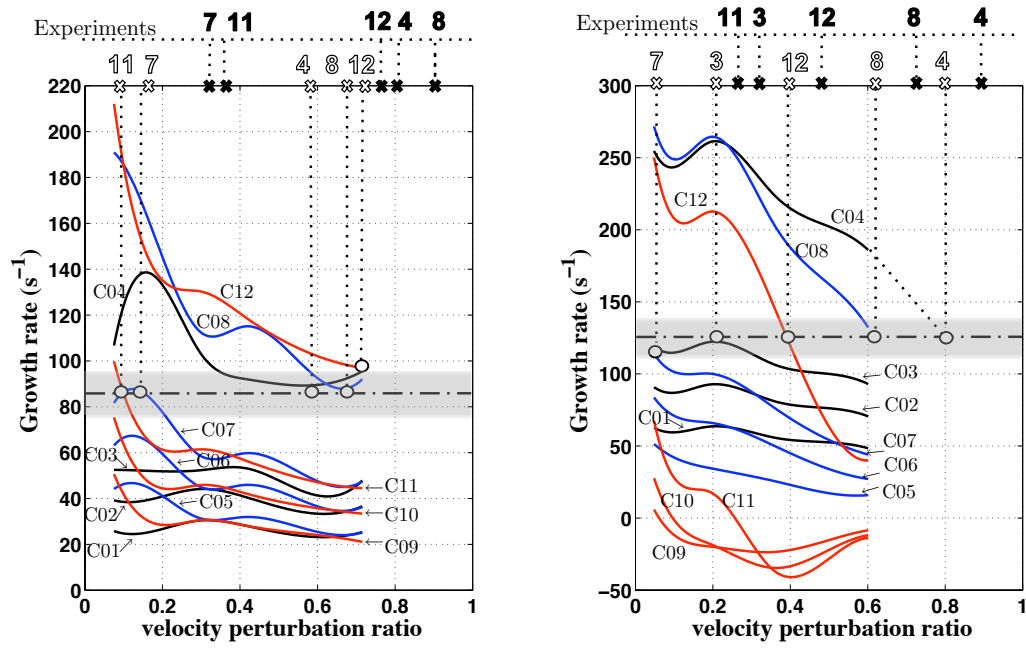 Experiments 7 11 12 4 8
11 7 4 8 12
220
200
180
160
140
120
100
80
60
40
20
0
0 0.2 0.4 0.6 0.8 1
Growth rate (s⁻¹)
velocity perturbation ratio
C04
C12
C08
C07
C03
C06
C11
C02
C05
C10
C01
C09
Experiments 11 3 12 8 4
7 3 12 8 4
300
250
200
150
100
50
0
−50
0 0.2 0.4 0.6 0.8 1
Growth rate (s⁻¹)
velocity perturbation ratio
C12
C04
C08
C03
C02
C01
C07
C06
C05
C10
C11
C09